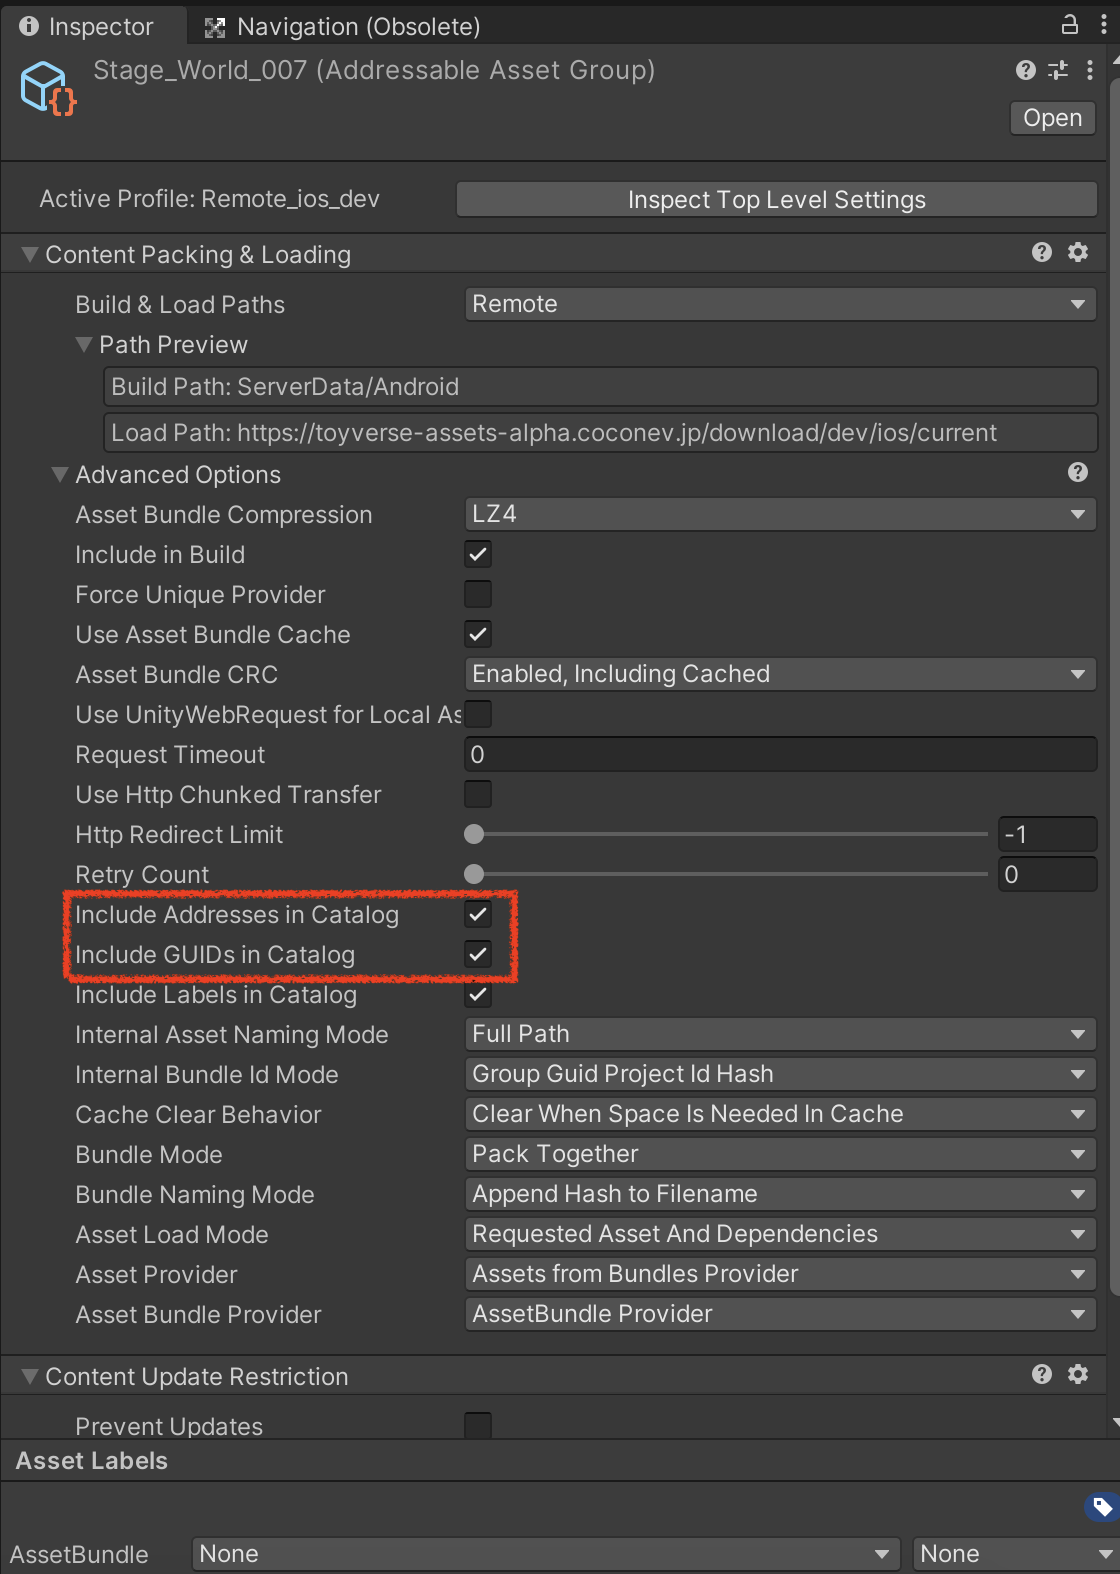 Inspector
Navigation (Obsolete)
Stage_World_007 (Addressable Asset Group)
Open
Active Profile: Remote_ios_dev
Inspect Top Level Settings
Content Packing & Loading
Build & Load Paths
Remote
Path Preview
Build Path: ServerData/Android
Load Path: https://toyverse-assets-alpha.coconev.jp/download/dev/ios/current
Advanced Options
Asset Bundle Compression
LZ4
Include in Build
Force Unique Provider
Use Asset Bundle Cache
Asset Bundle CRC
Enabled, Including Cached
Use UnityWebRequest for Local As
Request Timeout
0
Use Http Chunked Transfer
Http Redirect Limit
-1
Retry Count
0
Include Addresses in Catalog
Include GUIDs in Catalog
Include Labels in Catalog
Internal Asset Naming Mode
Full Path
Internal Bundle Id Mode
Group Guid Project Id Hash
Cache Clear Behavior
Clear When Space Is Needed In Cache
Bundle Mode
Pack Together
Bundle Naming Mode
Append Hash to Filename
Asset Load Mode
Requested Asset And Dependencies
Asset Provider
Assets from Bundles Provider
Asset Bundle Provider
AssetBundle Provider
Content Update Restriction
Prevent Updates
Asset Labels
AssetBundle
None
None